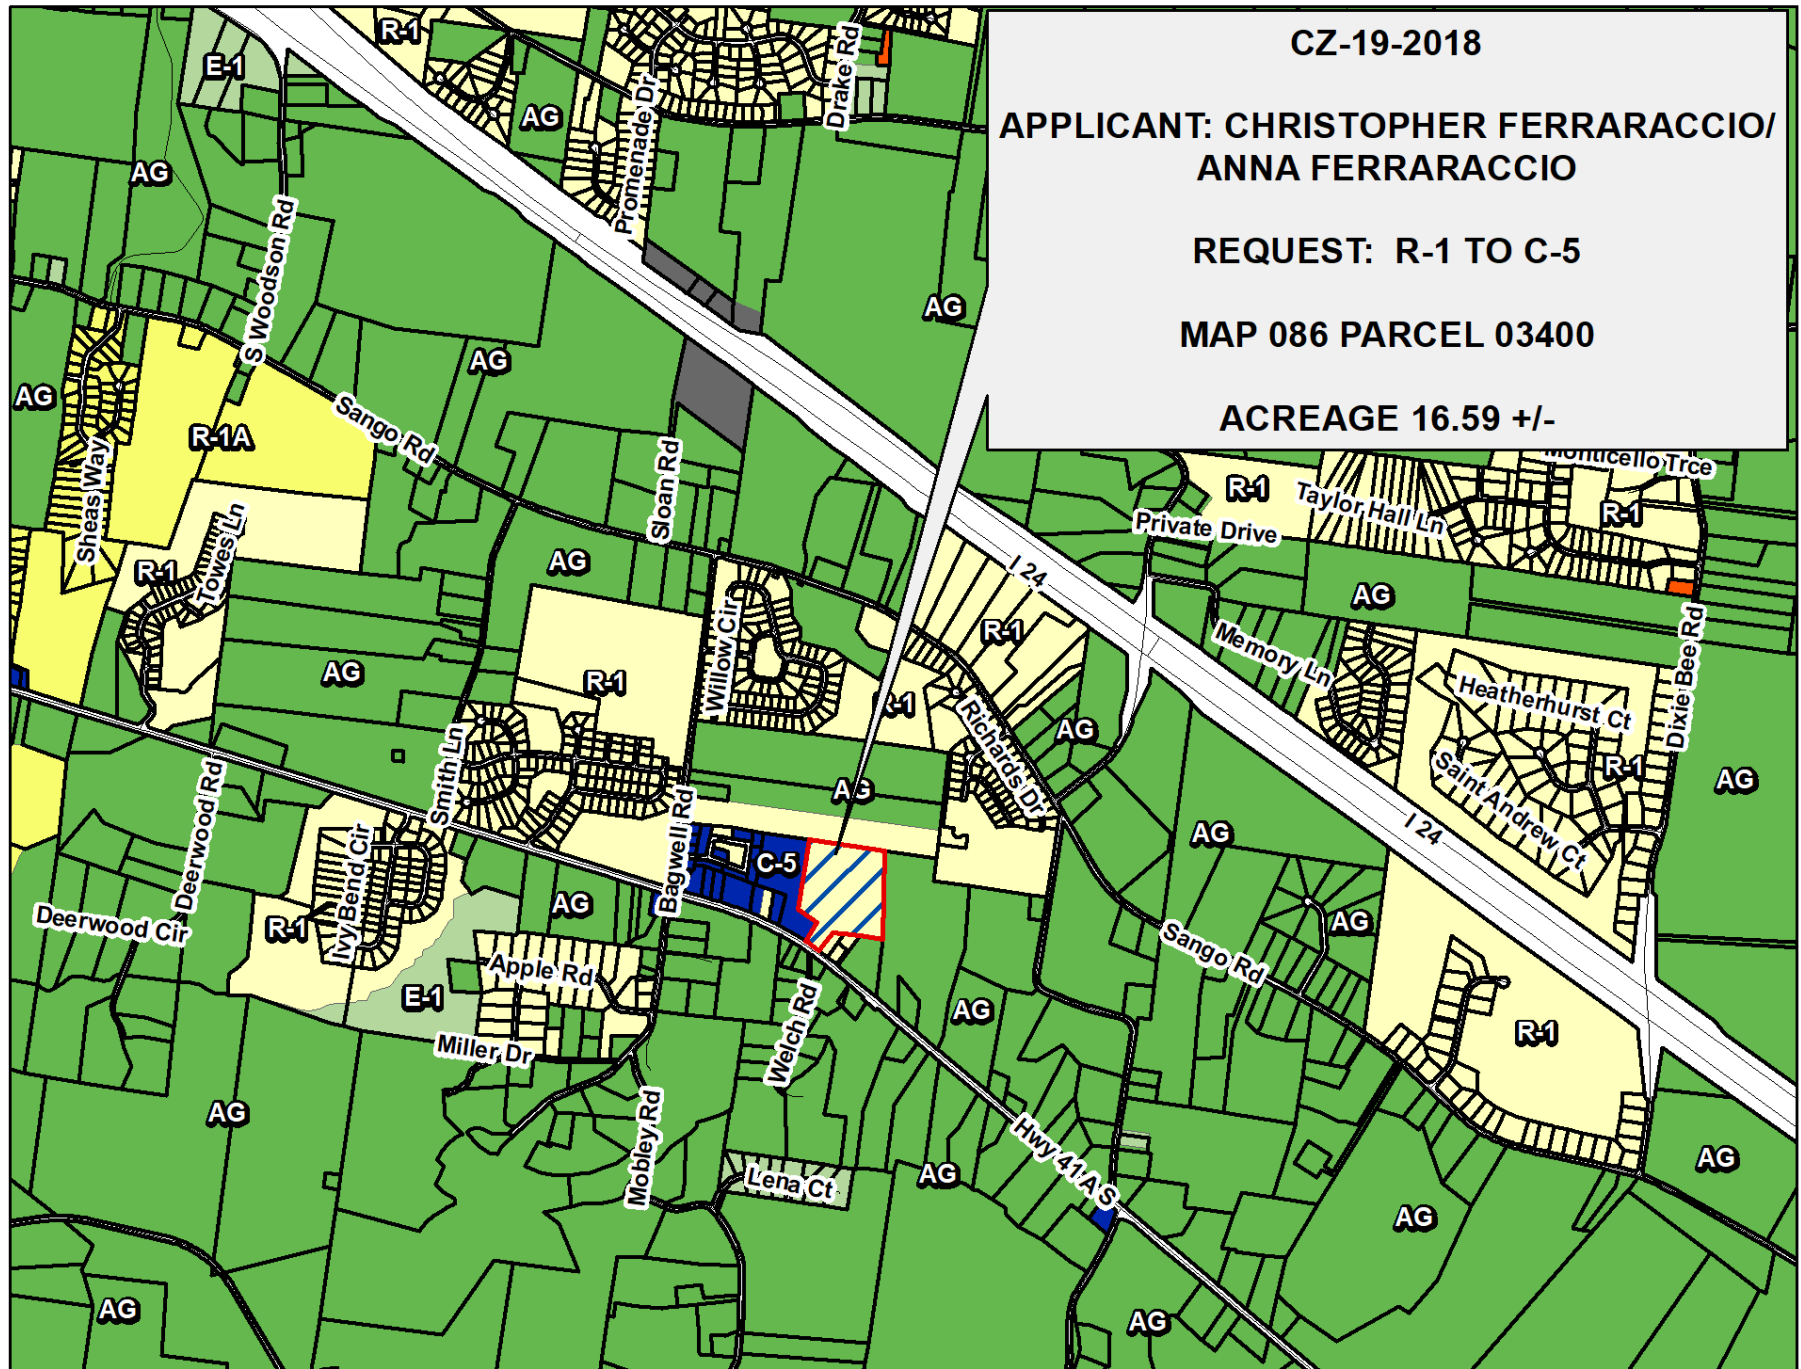 CZ-19-2018
APPLICANT: CHRISTOPHER FERRARACCIO/
ANNA FERRARACCIO
REQUEST: R-1 TO C-5
MAP 086 PARCEL 03400
ACREAGE 16.59 +/-
R-1
E-1
Drake Rd
Promenade Dr
AG
AG
S Woodson Rd
AG
AG
AG
Sango Rd
R-1A
Sheas Way
Sloan Rd
Monticello Trce
R-1
Taylor Hall Ln
R-1
Private Drive
Towes Ln
R-1
AG
I 24
AG
Willow Cir
R-1
Memory Ln
Dixie Bee Rd
AG
R-1
R-1
Heatherhurst Ct
Richards Dr
AG
Smith Ln
Deerwood Rd
Saint Andrew Ct
R-1
AG
AG
Bagwell Rd
I 24
AG
C-5
Ivy Bend Cir
AG
AG
Deerwood Cir
R-1
Sango Rd
Apple Rd
E-1
AG
Welch Rd
R-1
Miller Dr
AG
Mobley Rd
Hwy 41 A S
Lena Ct
AG
AG
AG
AG
AG